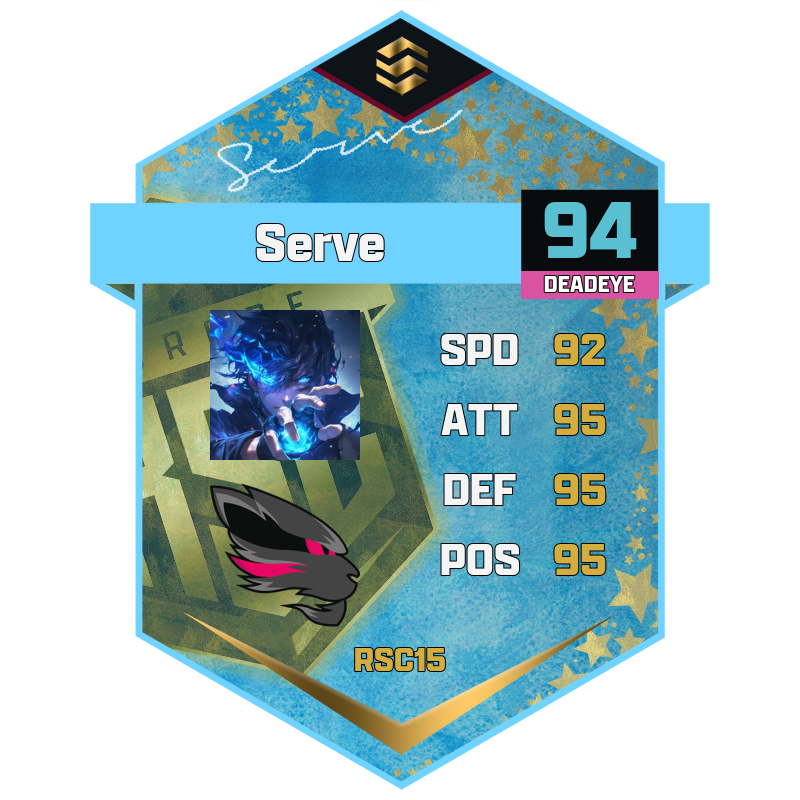 Serve
Serve
94
DEADEYE
SPD 92
ATT 95
DEF 95
POS 95
RSC15